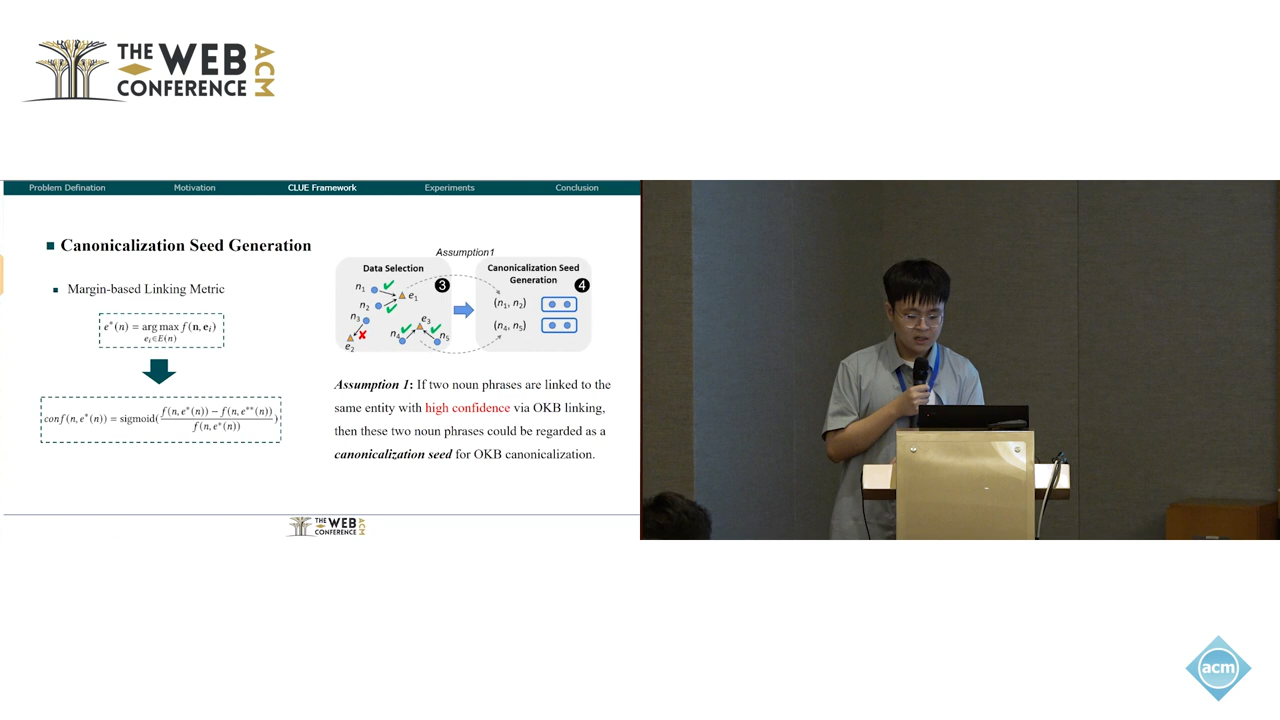 THE WEB
CONFERENCE
ACM
Problem Defination Motivation CLUE Framework Experiments Conclusion
Canonicalization Seed Generation
Margin-based Linking Metric
e*(n) = arg max f(n, e_i)
e_i∈E(n)
conf(n, e*(n)) = sigmoid(f(n, e*(n)) − f(n, e**(n)) / f(n, e*(n)))
Assumption1
Data Selection
3
n1
e1
n2
n3
e2
n4
e3
n5
Canonicalization Seed
Generation
4
(n1, n2)
(n4, n5)
Assumption 1: If two noun phrases are linked to the
same entity with high confidence via OKB linking,
then these two noun phrases could be regarded as a
canonicalization seed for OKB canonicalization.
THE WEB
CONFERENCE
ACM
acm